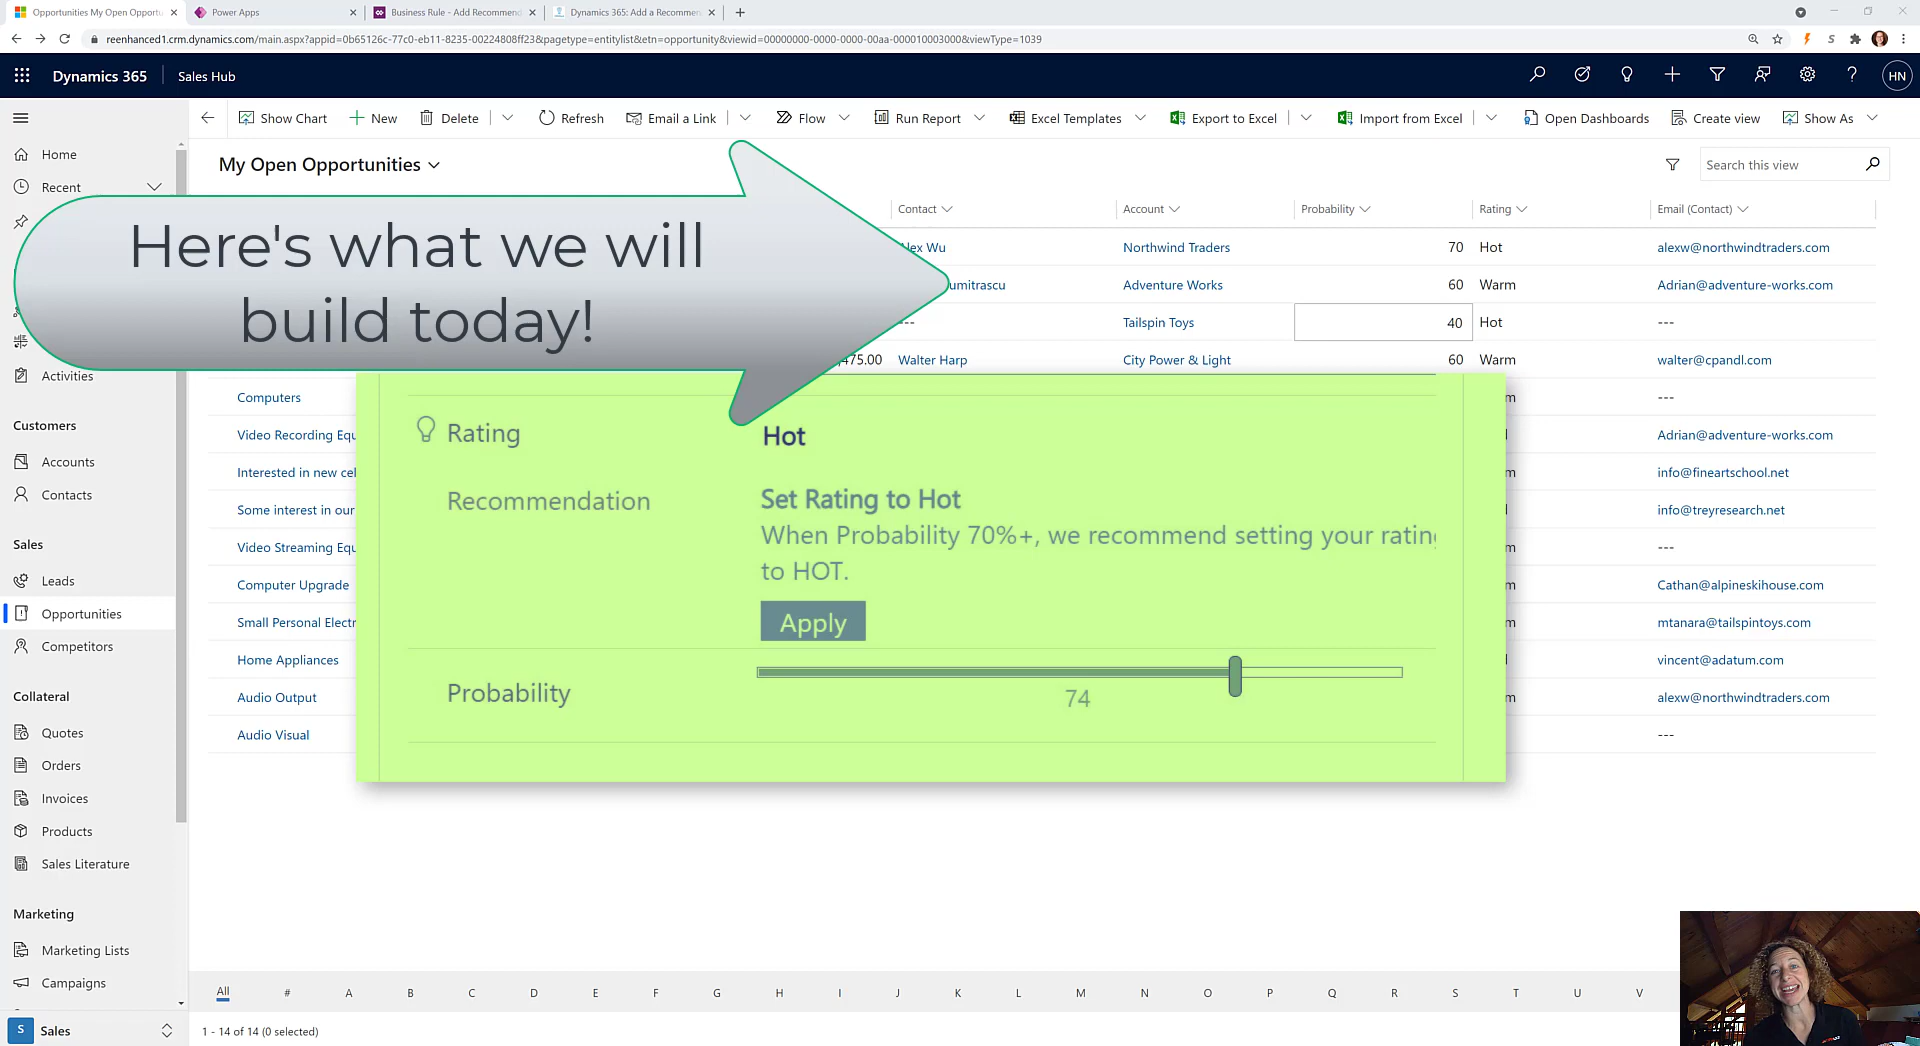 Opportunities My Open Opportu
Power Apps
Business Rule - Add Recommend
Dynamics 365: Add a Recommen
reenhanced1.crm.dynamics.com/main.aspx?appid=0b65126c-77c0-eb11-8235-00224808ff23&pagetype=entitylist&etn=opportunity&viewid=00000000-0000-0000-00aa-000010003000&viewType=1039
Dynamics 365
Sales Hub
HN
Show Chart
New
Delete
Refresh
Email a Link
Flow
Run Report
Excel Templates
Export to Excel
Import from Excel
Open Dashboards
Create view
Show As
Home
Recent
Activities
Customers
Accounts
Contacts
Sales
Leads
Opportunities
Competitors
Collateral
Quotes
Orders
Invoices
Products
Sales Literature
Marketing
Marketing Lists
Campaigns
S Sales
My Open Opportunities
Search this view
Contact Account Probability Rating Email (Contact)
Here's what we will
build today!
Wu Northwind Traders 70 Hot alexw@northwindtraders.com
umitrascu Adventure Works 60 Warm Adrian@adventure-works.com
--- Tailspin Toys 40 Hot ---
475.00 Walter Harp City Power & Light 60 Warm walter@cpandl.com
Computers m ---
Video Recording Equ Adrian@adventure-works.com
Interested in new cel m info@fineartschool.net
Some interest in our info@treyresearch.net
Video Streaming Equ m ---
Computer Upgrade m Cathan@alpineskihouse.com
Small Personal Electr m mtanara@tailspintoys.com
Home Appliances vincent@adatum.com
Audio Output m alexw@northwindtraders.com
Audio Visual ---
Rating Hot
Recommendation Set Rating to Hot
When Probability 70%+, we recommend setting your rating
to HOT.
Apply
Probability
74
All # A B C D E F G H I J K L M N O P Q R S T U V
1 - 14 of 14 (0 selected)